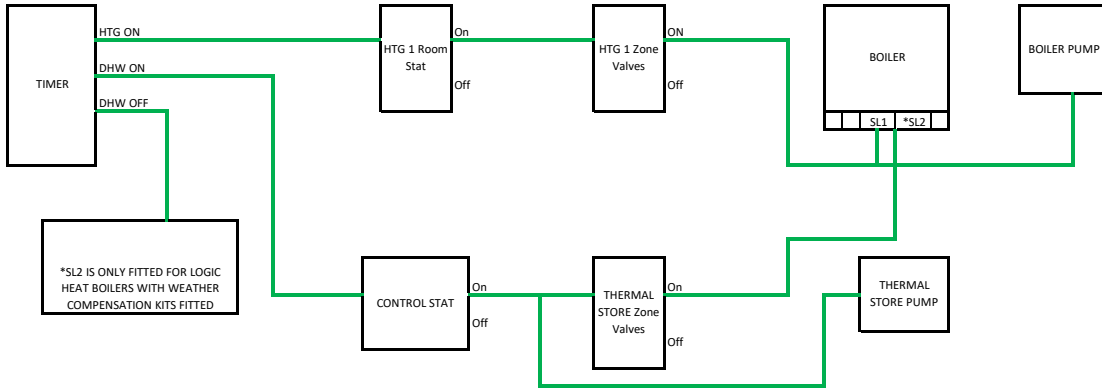 TIMER
HTG ON
DHW ON
DHW OFF
HTG 1 Room
Stat
On
Off
HTG 1 Zone
Valves
ON
Off
BOILER
SL1
*SL2
BOILER PUMP
*SL2 IS ONLY FITTED FOR LOGIC
HEAT BOILERS WITH WEATHER
COMPENSATION KITS FITTED
CONTROL STAT
On
Off
THERMAL
STORE Zone
Valves
On
Off
THERMAL
STORE PUMP